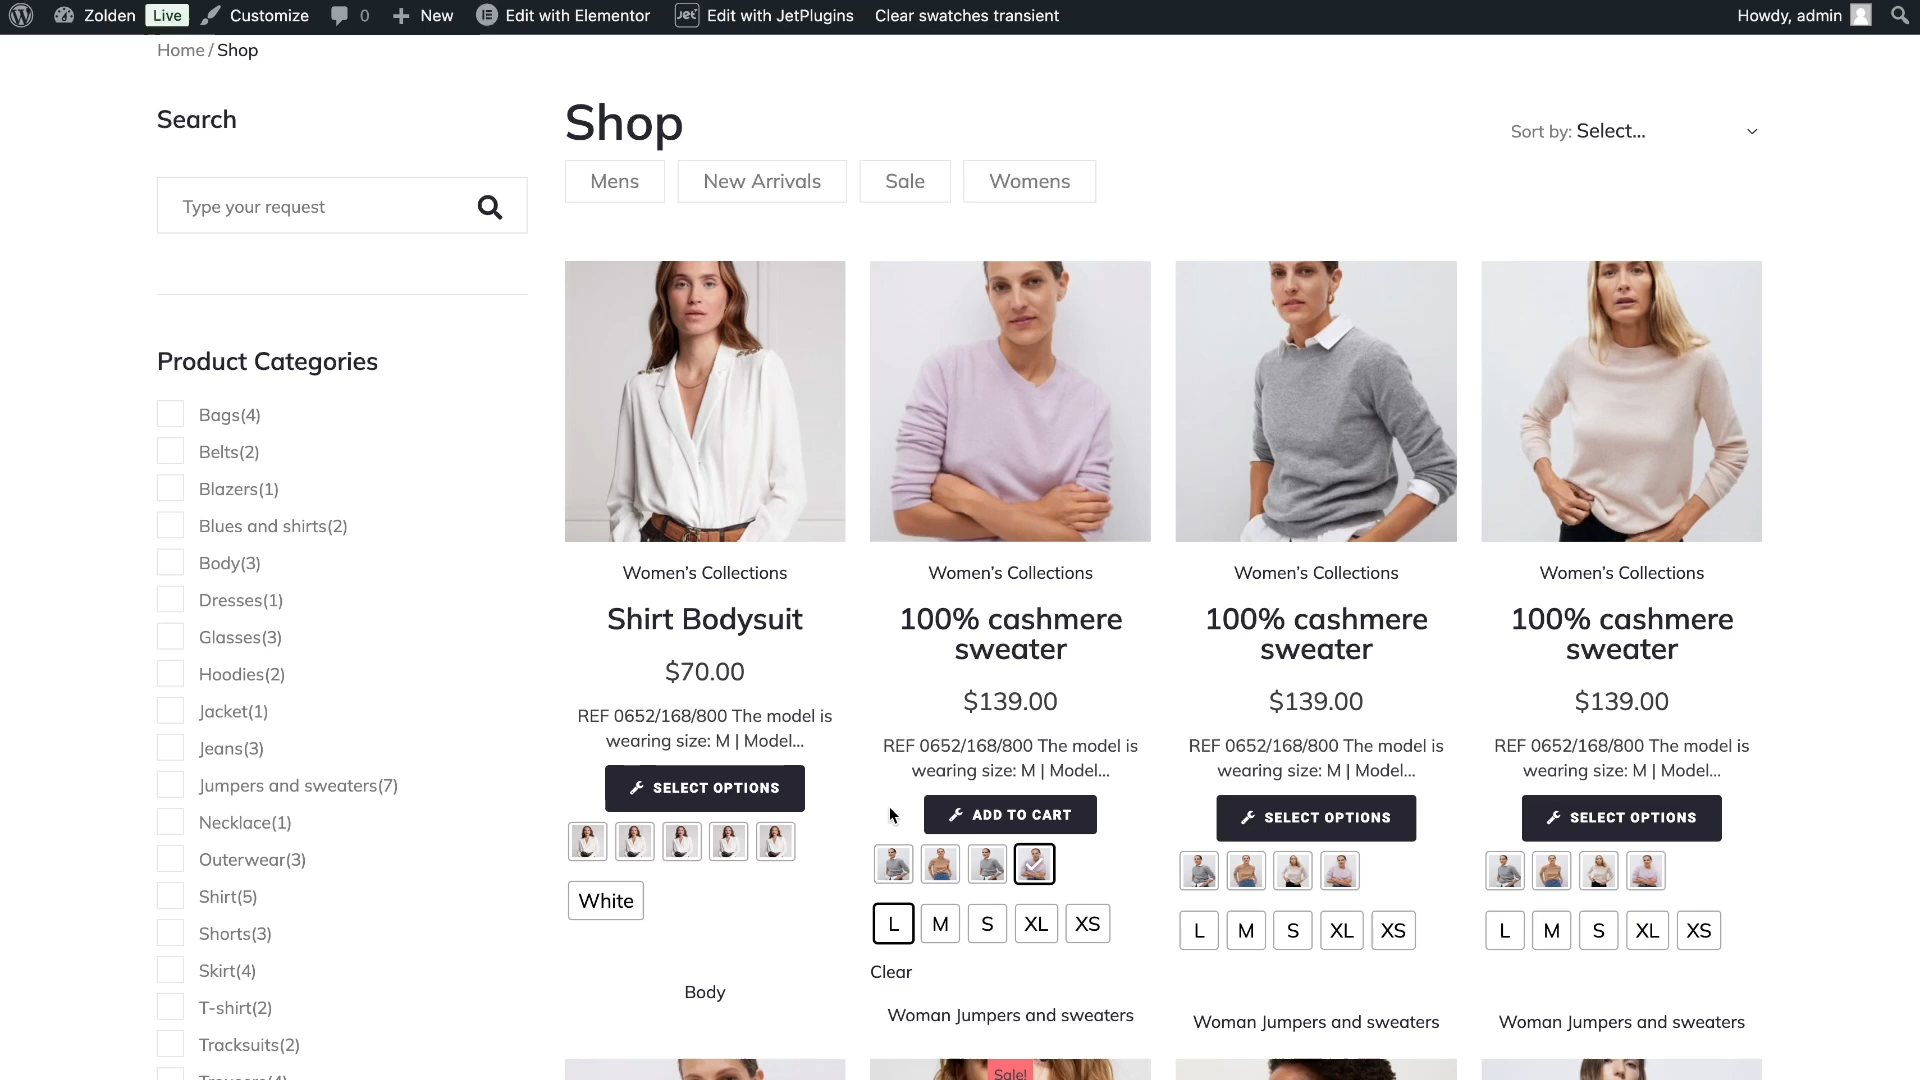 Zolden Live Customize 0 New Edit with Elementor Jet Edit with JetPlugins Clear swatches transient Howdy, admin
Home / Shop
Search
Type your request
Product Categories
Bags(4)
Belts(2)
Blazers(1)
Blues and shirts(2)
Body(3)
Dresses(1)
Glasses(3)
Hoodies(2)
Jacket(1)
Jeans(3)
Jumpers and sweaters(7)
Necklace(1)
Outerwear(3)
Shirt(5)
Shorts(3)
Skirt(4)
T-shirt(2)
Tracksuits(2)
Shop
Sort by: Select...
Mens New Arrivals Sale Womens
Women's Collections
Shirt Bodysuit
$70.00
REF 0652/168/800 The model is
wearing size: M | Model...
SELECT OPTIONS
White
Body
Women's Collections
100% cashmere
sweater
$139.00
REF 0652/168/800 The model is
wearing size: M | Model...
ADD TO CART
L M S XL XS
Clear
Woman Jumpers and sweaters
Women's Collections
100% cashmere
sweater
$139.00
REF 0652/168/800 The model is
wearing size: M | Model...
SELECT OPTIONS
L M S XL XS
Woman Jumpers and sweaters
Women's Collections
100% cashmere
sweater
$139.00
REF 0652/168/800 The model is
wearing size: M | Model...
SELECT OPTIONS
L M S XL XS
Woman Jumpers and sweaters
Sale!